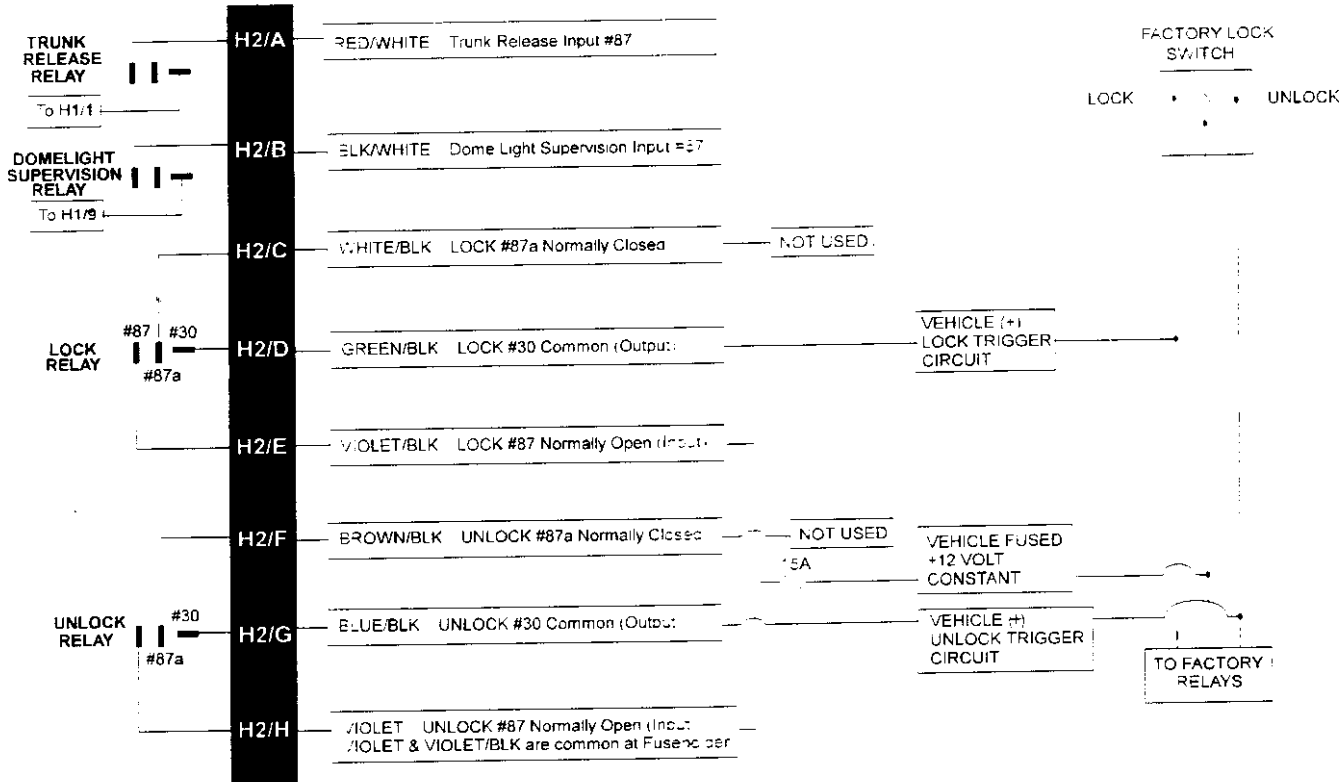 TRUNK
RELEASE
RELAY
To H1/1
H2/A
RED/WHITE Trunk Release Input #87
FACTORY LOCK
SWITCH
LOCK
UNLOCK
DOMELIGHT
SUPERVISION
RELAY
To H1/9
H2/B
BLK/WHITE Dome Light Supervision Input #87
H2/C
WHITE/BLK LOCK #87a Normally Closed
NOT USED
LOCK
RELAY
#87 #30
#87a
H2/D
GREEN/BLK LOCK #30 Common (Output)
VEHICLE (+)
LOCK TRIGGER
CIRCUIT
H2/E
VIOLET/BLK LOCK #87 Normally Open (Input)
H2/F
BROWN/BLK UNLOCK #87a Normally Closed
NOT USED
15A
VEHICLE FUSED
+12 VOLT
CONSTANT
UNLOCK
RELAY
#30
#87a
H2/G
BLUE/BLK UNLOCK #30 Common (Output
VEHICLE (+)
UNLOCK TRIGGER
CIRCUIT
TO FACTORY
RELAYS
H2/H
VIOLET UNLOCK #87 Normally Open (Input
VIOLET & VIOLET/BLK are common at Fuseholder